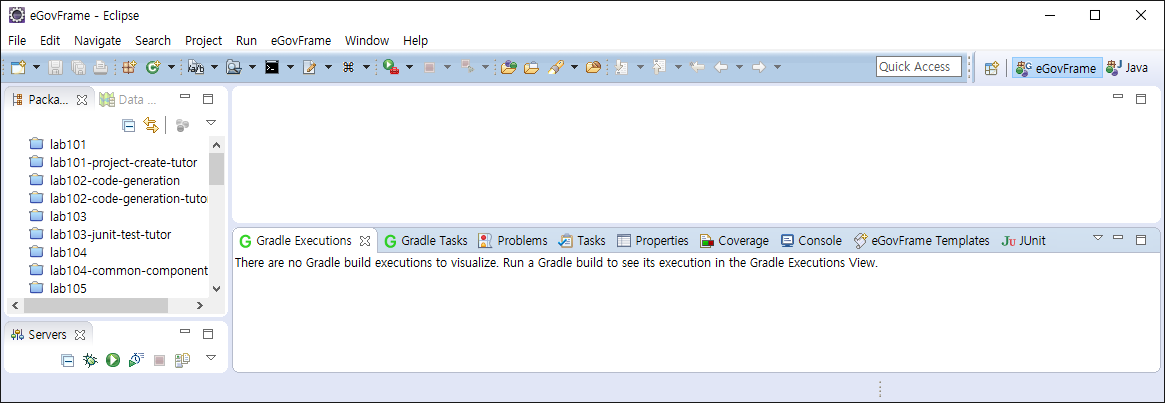 eGovFrame - Eclipse
File Edit Navigate Search Project Run eGovFrame Window Help
Quick Access eGovFrame Java
Packa... Data ...
lab101
lab101-project-create-tutor
lab102-code-generation
lab102-code-generation-tuto
lab103
lab103-junit-test-tutor
lab104
lab104-common-component
lab105
Servers
Gradle Executions Gradle Tasks Problems Tasks Properties Coverage Console eGovFrame Templates JUnit
There are no Gradle build executions to visualize. Run a Gradle build to see its execution in the Gradle Executions View.